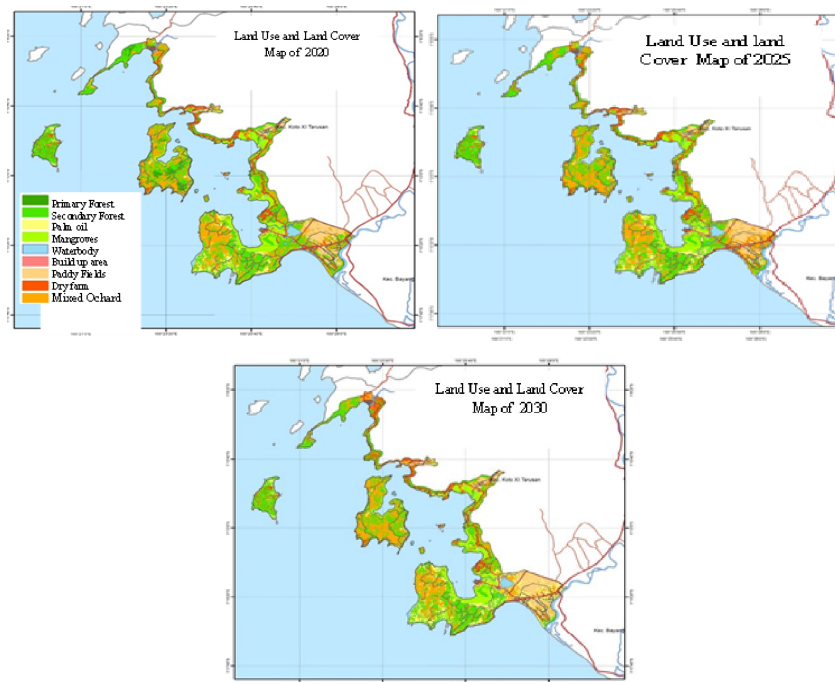 Land Use and Land Cover
Map of 2020
Kec. Koto XI Tarusan
Primary Forest
Secondary Forest
Palm oil
Mangroves
Waterbody
Build up area
Paddy Fields
Dry farm
Mixed Ochard
Kec. Bayang
Land Use and land
Cover Map of 2025
Kec. Koto XI Tarusan
Kec. Bayang
Land Use and Land Cover
Map of 2030
Kec. Koto XI Tarusan
Kec. Bayang